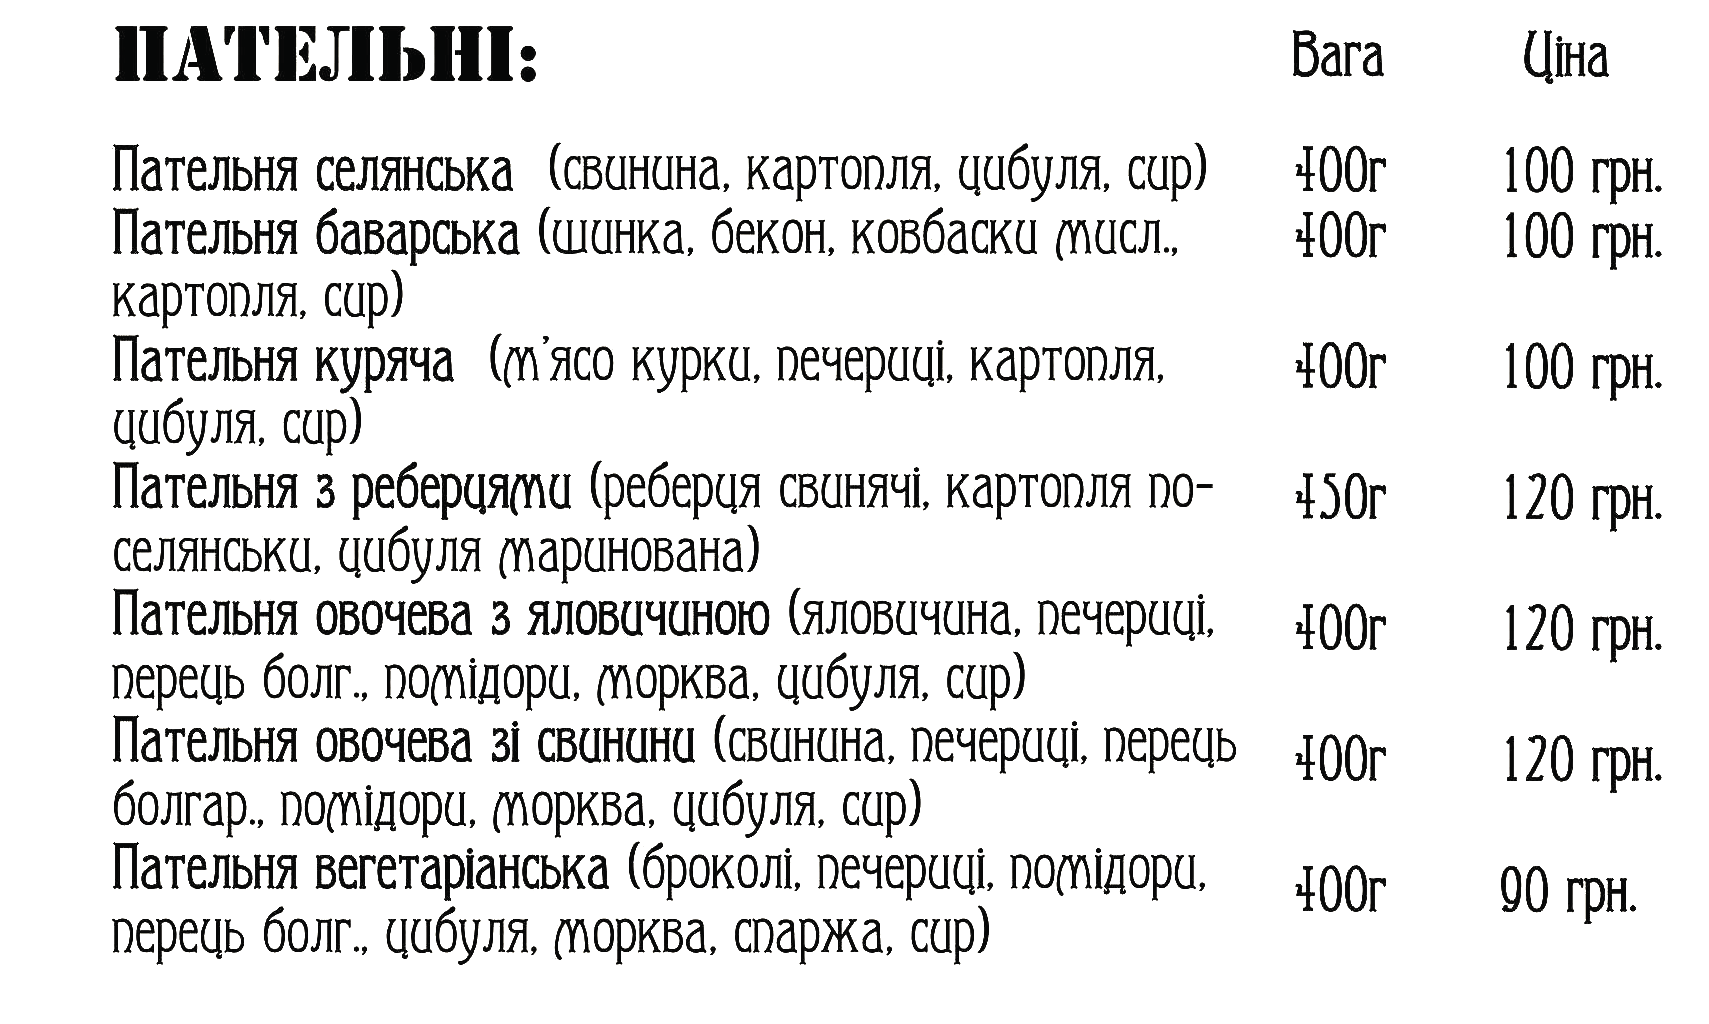 ПАТЕЛЬНІ: Вага Ціна
Пательня селянська (свинина, картопля, цибуля, сир) 400г 100 грн.
Пательня баварська (шинка, бекон, ковбаски мисл., 400г 100 грн.
картопля, сир)
Пательня куряча (м'ясо курки, печериці, картопля, 400г 100 грн.
цибуля, сир)
Пательня з реберцями (реберця свинячі, картопля по- 450г 120 грн.
селянськи, цибуля маринована)
Пательня овочева з яловичиною (яловичина, печериці, 400г 120 грн.
перець болг., помідори, морква, цибуля, сир)
Пательня овочева зі свинини (свинина, печериці, перець 400г 120 грн.
болгар., помідори, морква, цибуля, сир)
Пательня вегетаріанська (броколі, печериці, помідори, 400г 90 грн.
перець болг., цибуля, морква, спаржа, сир)